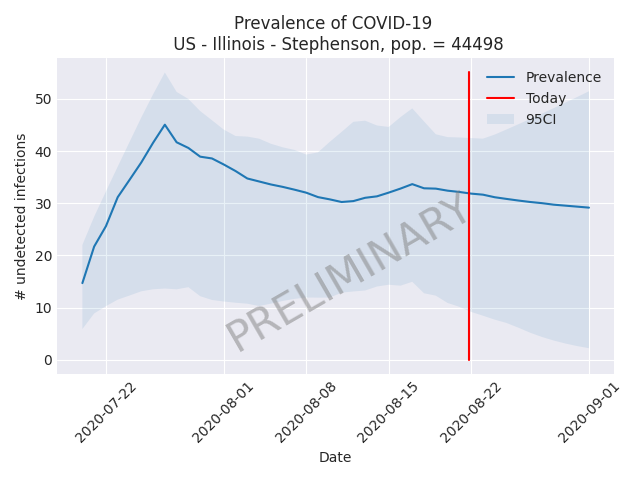 Prevalence of COVID-19
US - Illinois - Stephenson, pop. = 44498
Prevalence
Today
95CI
# undetected infections
50
40
30
20
10
0
PRELIMINARY
2020-07-22
2020-08-01
2020-08-08
2020-08-15
2020-08-22
2020-09-01
Date